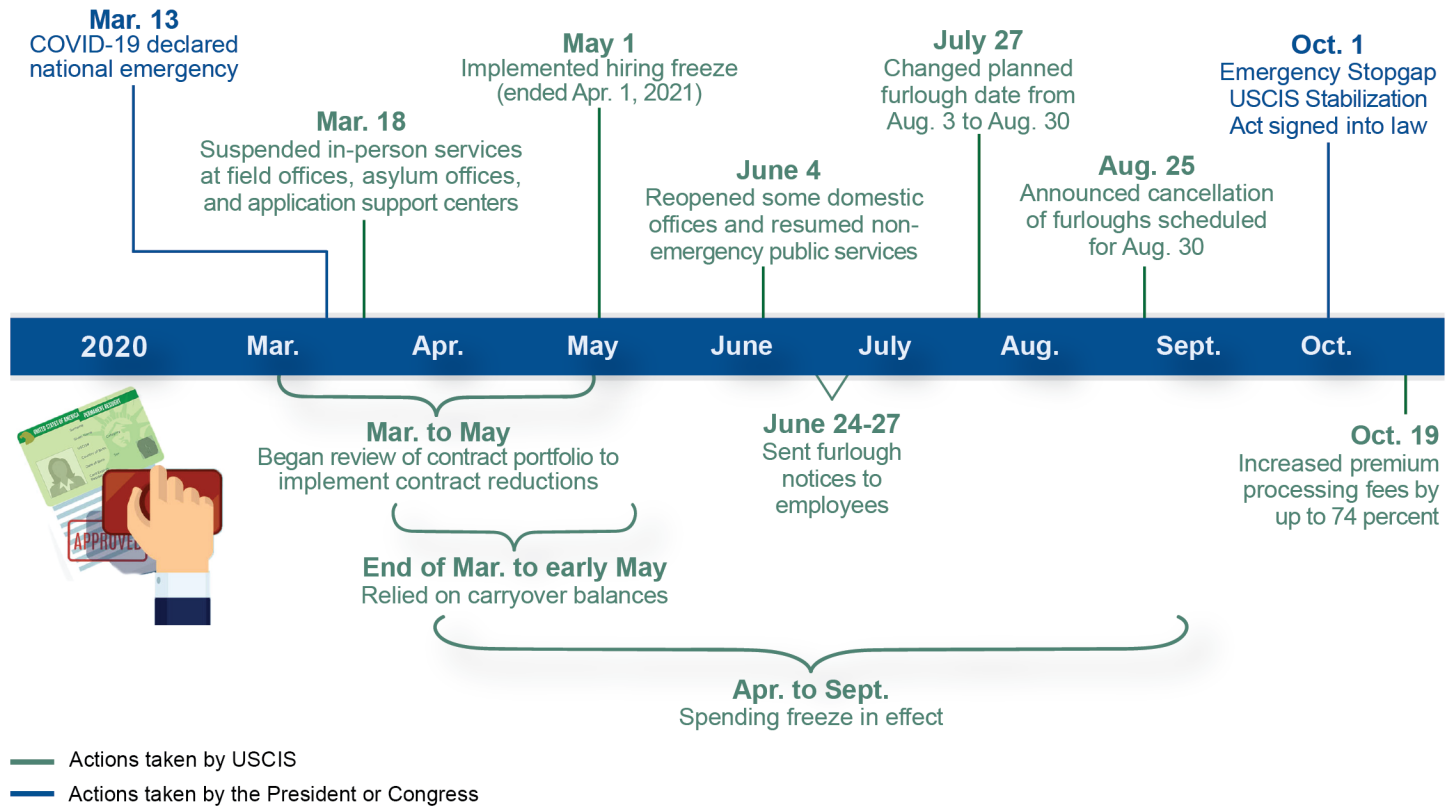 Mar. 13
COVID-19 declared
national emergency
Mar. 18
Suspended in-person services
at field offices, asylum offices,
and application support centers
May 1
Implemented hiring freeze
(ended Apr. 1, 2021)
June 4
Reopened some domestic
offices and resumed non-
emergency public services
July 27
Changed planned
furlough date from
Aug. 3 to Aug. 30
Aug. 25
Announced cancellation
of furloughs scheduled
for Aug. 30
Oct. 1
Emergency Stopgap
USCIS Stabilization
Act signed into law
2020 Mar. Apr. May June July Aug. Sept. Oct.
UNITED STATES OF AMERICA PERMANENT RESIDENT
APPROVED
Mar. to May
Began review of contract portfolio to
implement contract reductions
End of Mar. to early May
Relied on carryover balances
Apr. to Sept.
Spending freeze in effect
June 24-27
Sent furlough
notices to
employees
Oct. 19
Increased premium
processing fees by
up to 74 percent
Actions taken by USCIS
Actions taken by the President or Congress